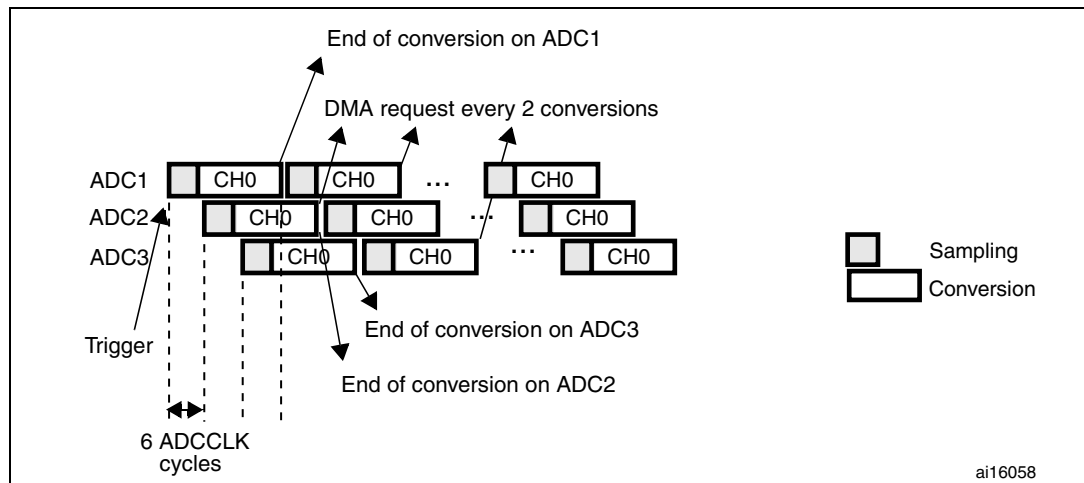 End of conversion on ADC1
DMA request every 2 conversions
ADC1 CH0 CH0 ... CH0
ADC2 CH0 CH0 ... CH0
ADC3 CH0 CH0 ... CH0
Sampling
Conversion
End of conversion on ADC3
Trigger
End of conversion on ADC2
6 ADCCLK
cycles
ai16058